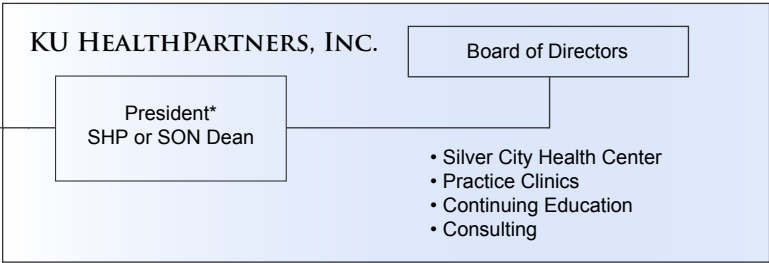 KU HEALTHPARTNERS, INC.
Board of Directors
President*
SHP or SON Dean
• Silver City Health Center
• Practice Clinics
• Continuing Education
• Consulting